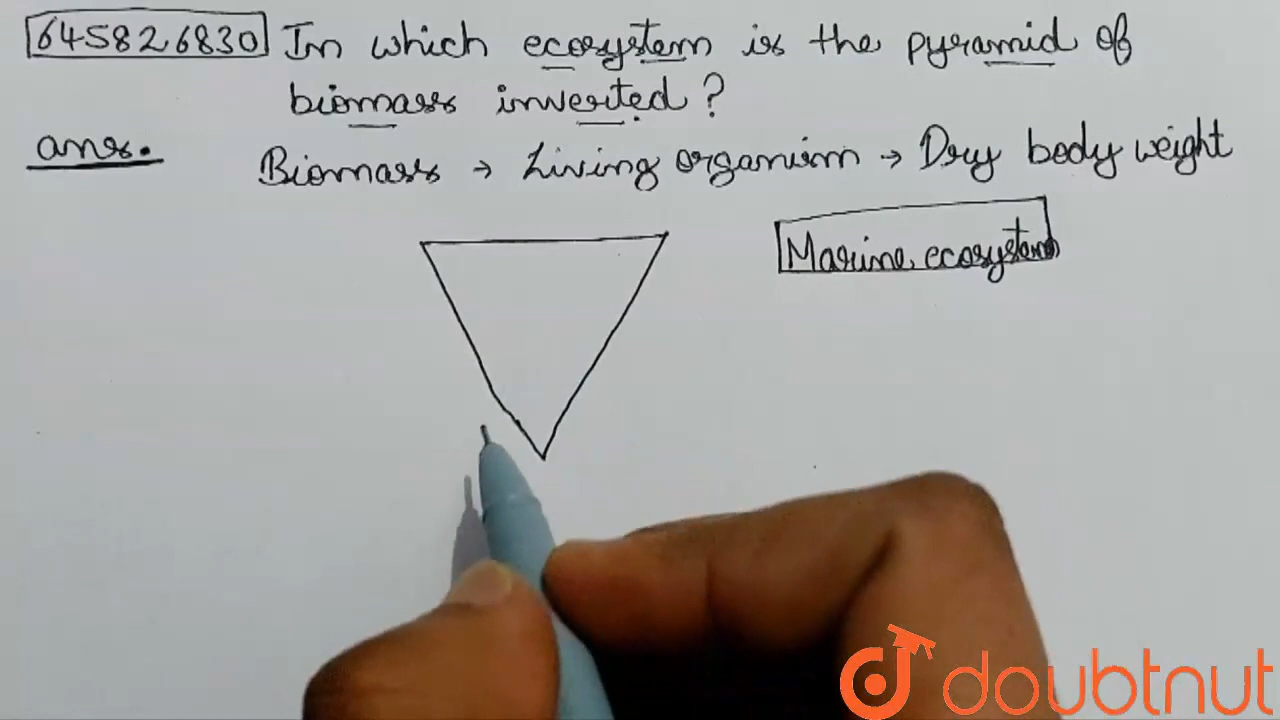 645826830 In which ecosystem is the pyramid of
biomass inverted?
ans. Biomass → Living organism → Dry body weight
Marine ecosystem
doubtnut